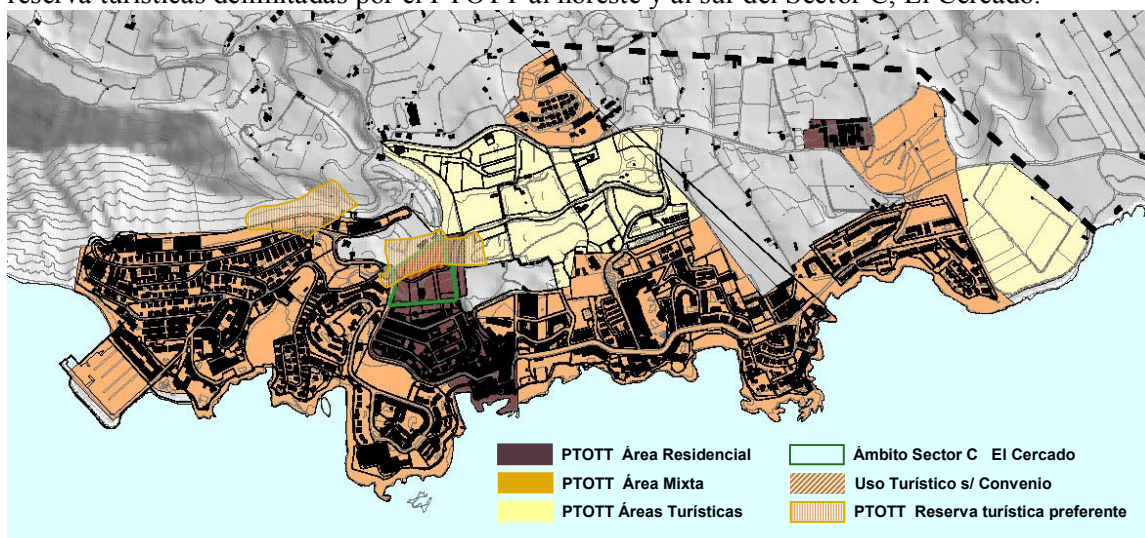 reserva turísticas delimitadas por el PTOTT al noreste y al sur del Sector C, El Cercado.
PTOTT Área Residencial
PTOTT Área Mixta
PTOTT Áreas Turísticas
Ámbito Sector C El Cercado
Uso Turístico s/ Convenio
PTOTT Reserva turística preferente